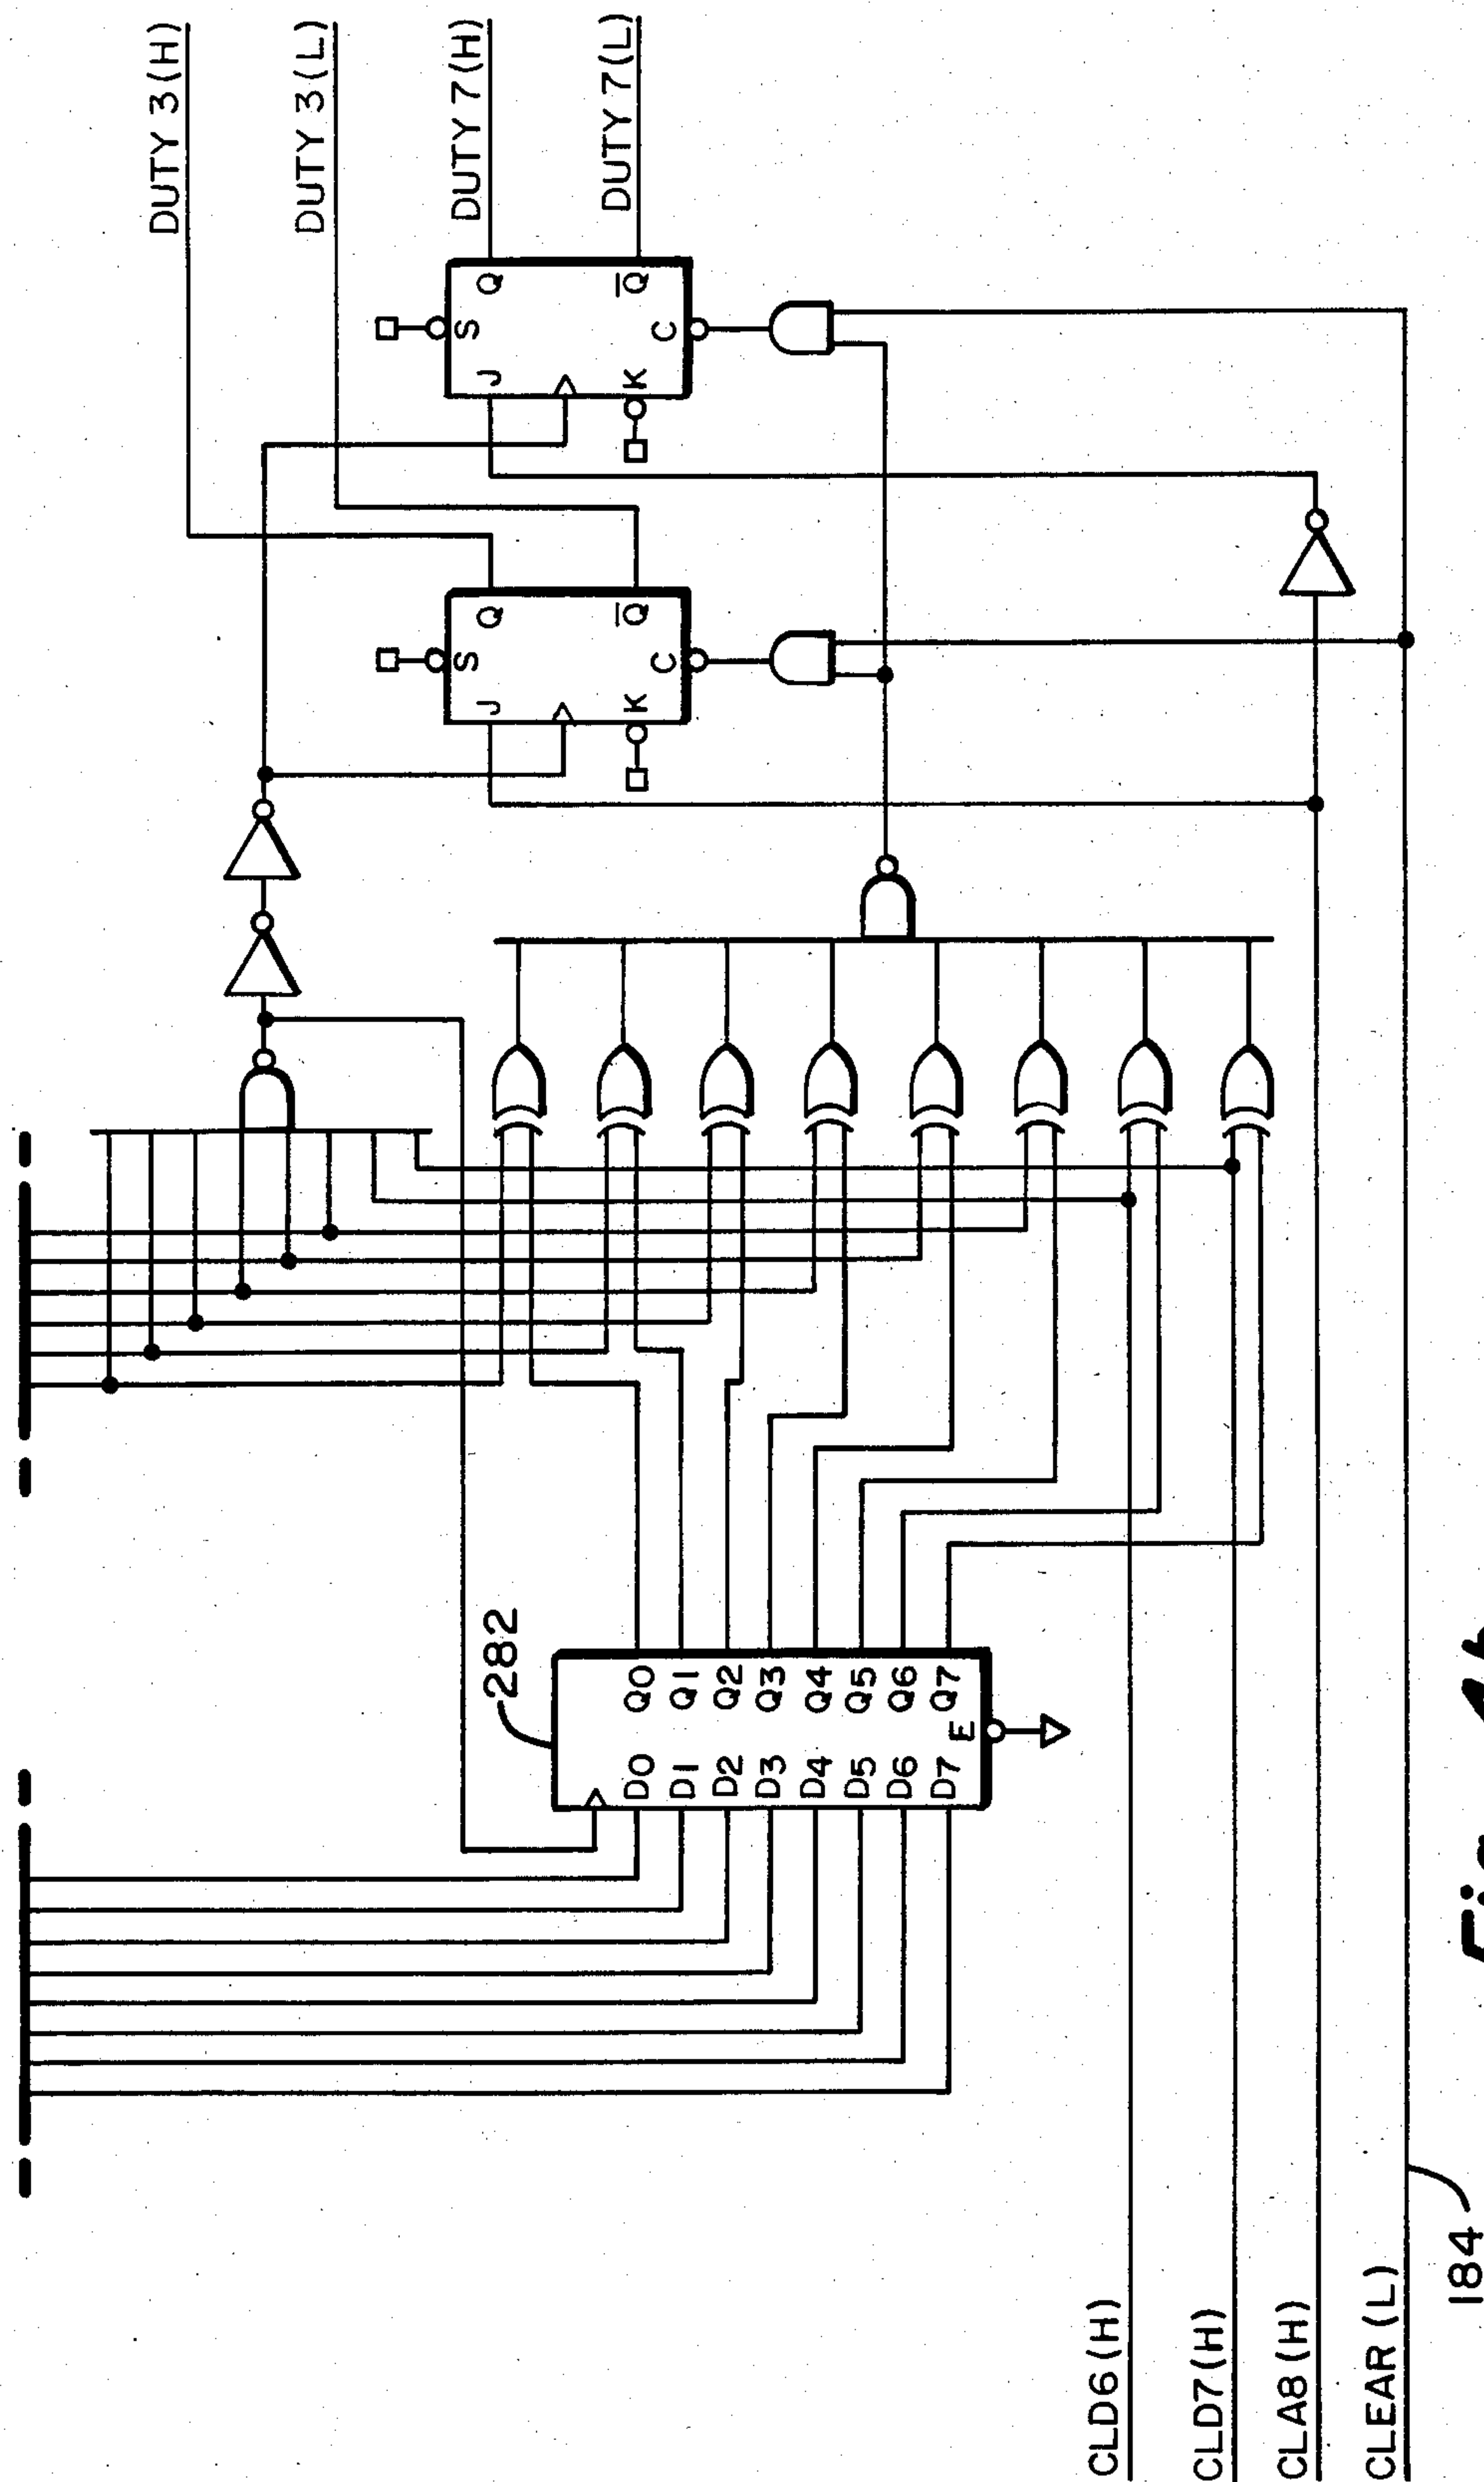 DUTY 3 (H)
DUTY 3 (L)
DUTY 7 (H)
DUTY 7 (L)
S
J Q
K Q̅
C
S
J Q
K Q̅
C
282
D0 Q0
D1 Q1
D2 Q2
D3 Q3
D4 Q4
D5 Q5
D6 Q6
D7 Q7
E
CLD6 (H)
CLD7 (H)
CLA8 (H)
CLEAR (L)
184